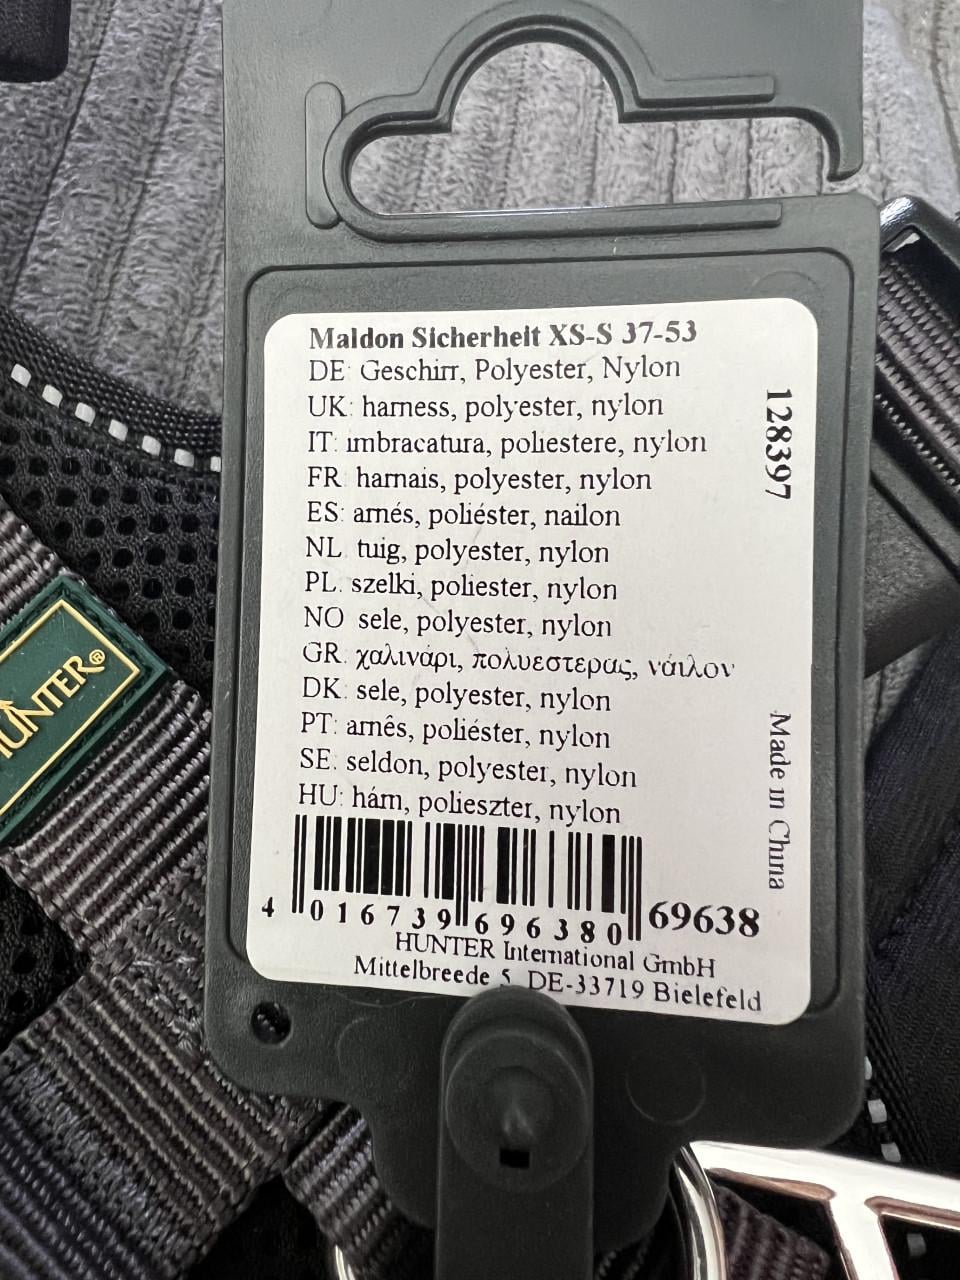 Maldon Sicherheit XS-S 37-53
DE: Geschirr, Polyester, Nylon
UK: harness, polyester, nylon
IT: imbracatura, poliestere, nylon
FR: harnais, polyester, nylon
ES: arnés, poliéster, nailon
NL: tuig, polyester, nylon
PL: szelki, poliester, nylon
NO: sele, polyester, nylon
GR: χαλινάρι, πολυεστερας, νάιλον
DK: sele, polyester, nylon
PT: arnês, poliéster, nylon
SE: seldon, polyester, nylon
HU: hám, polieszter, nylon
128397
Made in China
4 016739 696380
69638
HUNTER International GmbH
Mittelbreede 5, DE-33719 Bielefeld
HUNTER®